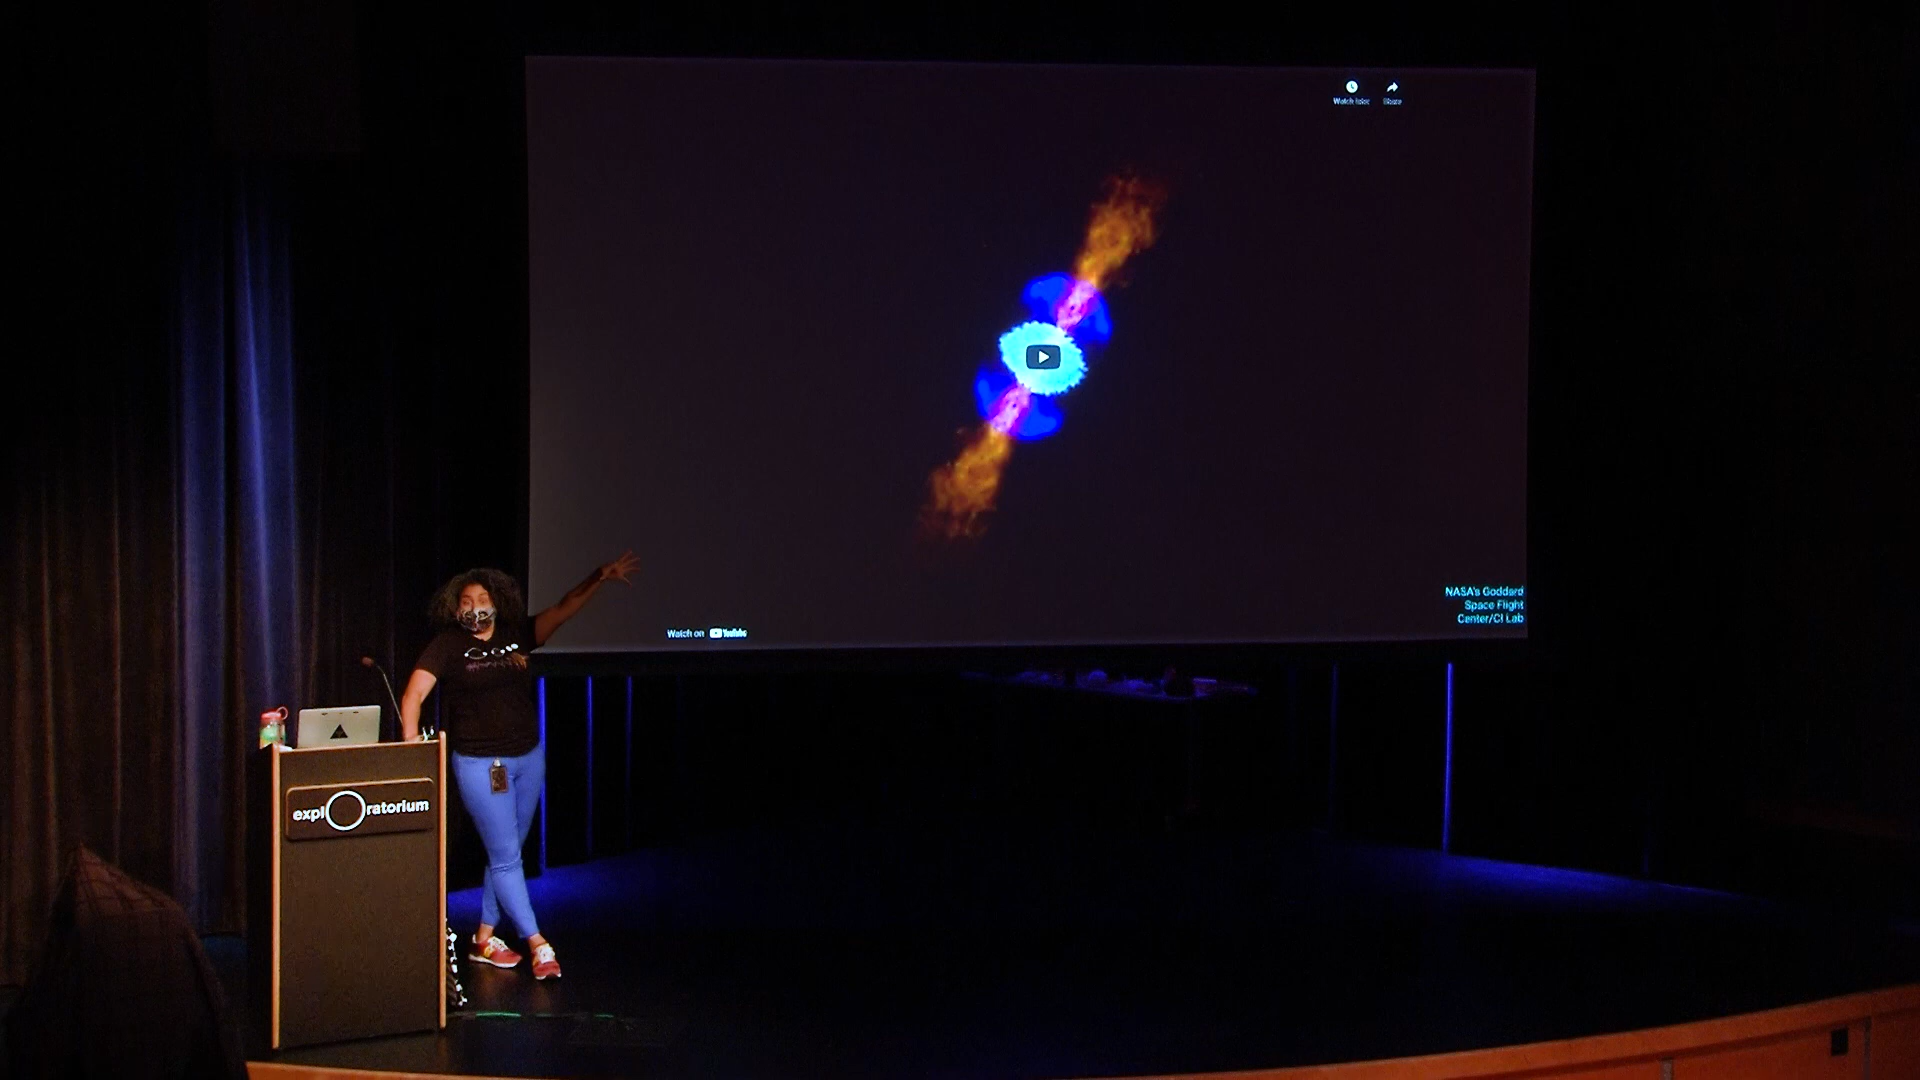 Watch later
Share
NASA's Goddard
Space Flight
Center/CI Lab
Watch on YouTube
explOratorium